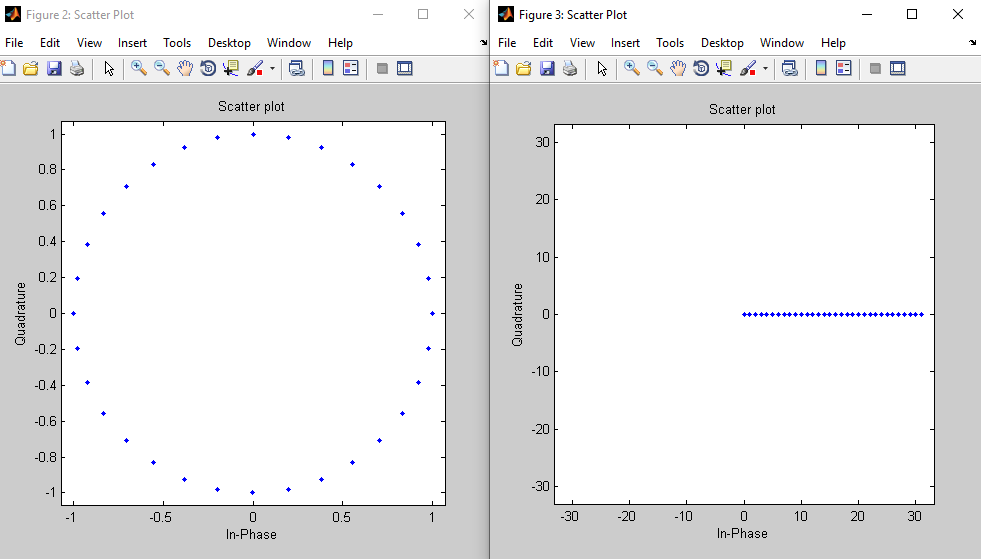 Figure 2: Scatter Plot
File Edit View Insert Tools Desktop Window Help
Scatter plot
1
0.8
0.6
0.4
0.2
0
-0.2
-0.4
-0.6
-0.8
-1
Quadrature
-1 -0.5 0 0.5 1
In-Phase
Figure 3: Scatter Plot
File Edit View Insert Tools Desktop Window Help
Scatter plot
30
20
10
0
-10
-20
-30
Quadrature
-30 -20 -10 0 10 20 30
In-Phase